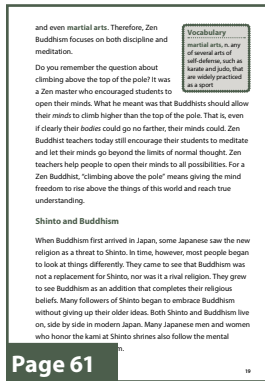 and even martial arts. Therefore, Zen
Buddhism focuses on both discipline and
meditation.
Vocabulary
martial arts, n. any
of several arts of
self-defense, such as
karate and judo, that
are widely practiced
as a sport
Do you remember the question about
climbing above the top of the pole? It was
a Zen master who encouraged students to
open their minds. What he meant was that Buddhists should allow
their minds to climb higher than the top of the pole. That is, even
if clearly their bodies could go no farther, their minds could. Zen
Buddhist teachers today still encourage their students to meditate
and let their minds go beyond the limits of normal thought. Zen
teachers help people to open their minds to all possibilities. For a
Zen Buddhist, “climbing above the pole” means giving the mind
freedom to rise above the things of this world and reach true
understanding.
Shinto and Buddhism
When Buddhism first arrived in Japan, some Japanese saw the new
religion as a threat to Shinto. In time, however, most people began
to look at things differently. They came to see that Buddhism was
not a replacement for Shinto, nor was it a rival religion. They grew
to see Buddhism as an addition that completes their religious
beliefs. Many followers of Shinto began to embrace Buddhism
without giving up their older ideas. Both Shinto and Buddhism live
on, side by side in modern Japan. Many Japanese men and women
who honor the kami at Shinto shrines also follow the mental
m.
Page 61
19